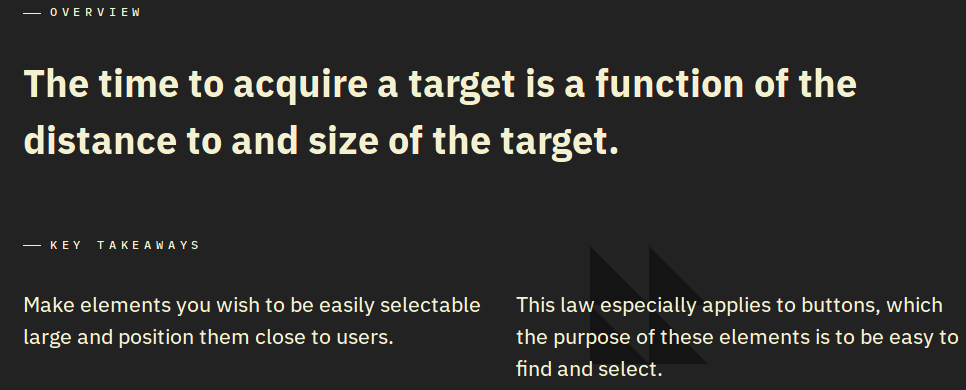 OVERVIEW
The time to acquire a target is a function of the
distance to and size of the target.
KEY TAKEAWAYS
Make elements you wish to be easily selectable
large and position them close to users.
This law especially applies to buttons, which
the purpose of these elements is to be easy to
find and select.